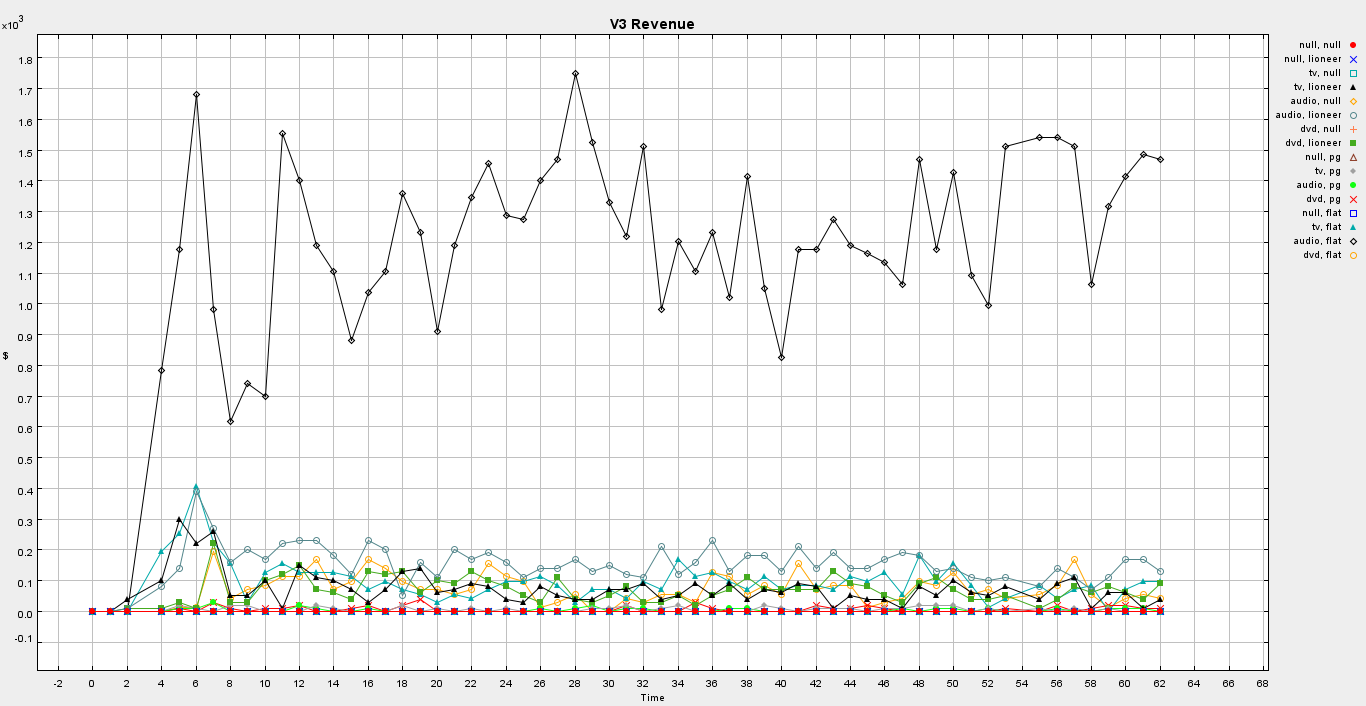 V3 Revenue
x10³
1.8
1.7
1.6
1.5
1.4
1.3
1.2
1.1
1.0
0.9
$
0.8
0.7
0.6
0.5
0.4
0.3
0.2
0.1
0.0
-0.1
-2 0 2 4 6 8 10 12 14 16 18 20 22 24 26 28 30 32 34 36 38 40 42 44 46 48 50 52 54 56 58 60 62 64 66 68
Time
null, null
null, lioneer
tv, null
tv, lioneer
audio, null
audio, lioneer
dvd, null
dvd, lioneer
null, pg
tv, pg
audio, pg
dvd, pg
null, flat
tv, flat
audio, flat
dvd, flat